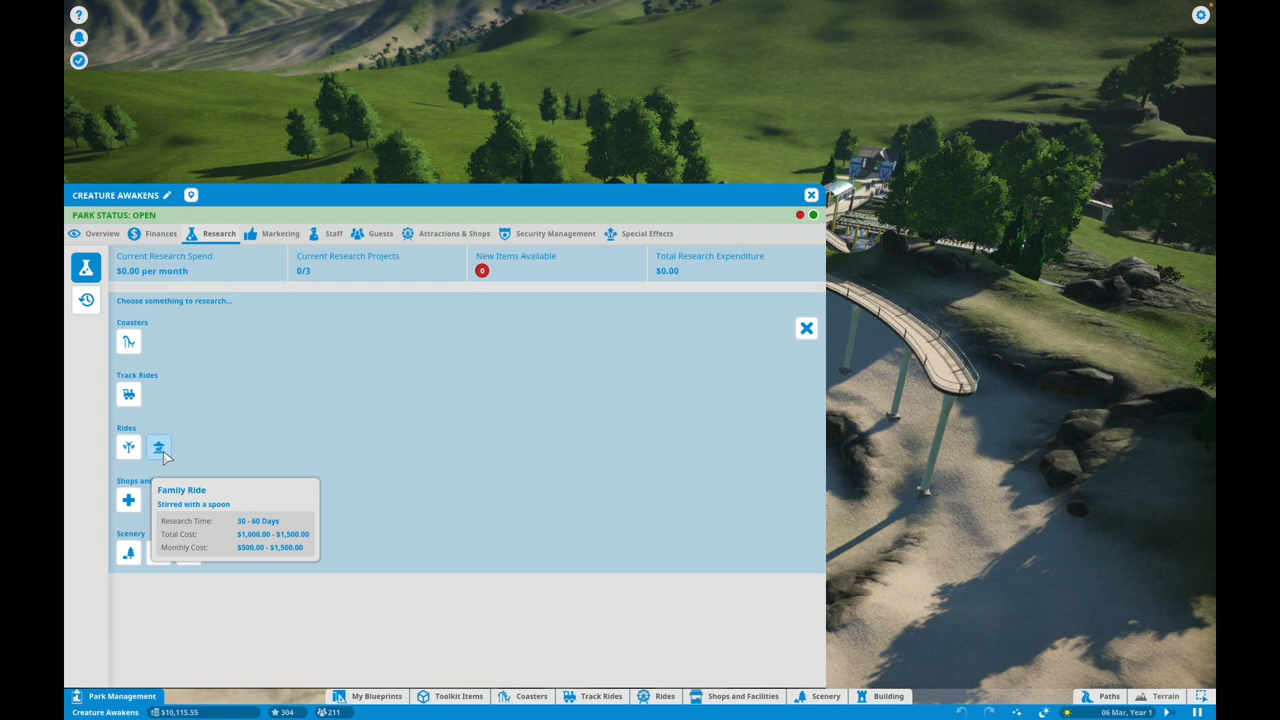 ?
CREATURE AWAKENS
PARK STATUS: OPEN
Overview Finances Research Marketing Staff Guests Attractions & Shops Security Management Special Effects
Current Research Spend Current Research Projects New Items Available Total Research Expenditure
$0.00 per month 0/3 0 $0.00
Choose something to research...
Coasters
Track Rides
Rides
Shops and
Family Ride
Stirred with a spoon
Research Time: 30 - 60 Days
Total Cost: $1,000.00 - $1,500.00
Monthly Cost: $500.00 - $1,500.00
Scenery
Park Management My Blueprints Toolkit Items Coasters Track Rides Rides Shops and Facilities Scenery Building Paths Terrain
Creature Awakens $10,115.55 304 211 06 Mar, Year 1